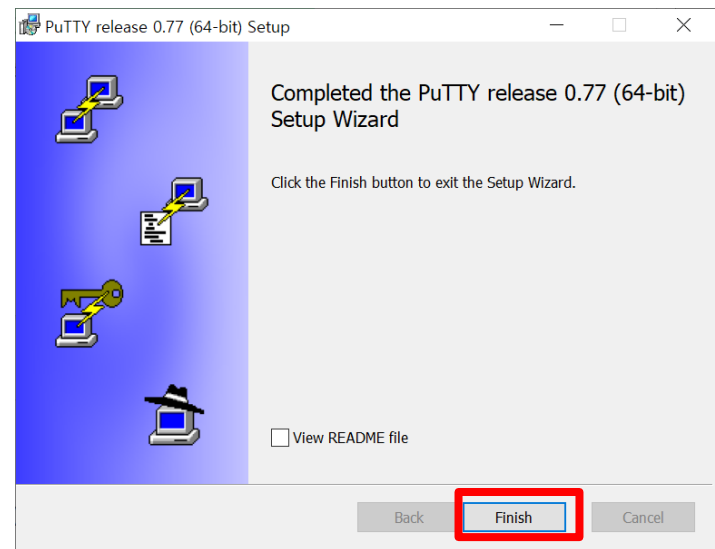 PuTTY release 0.77 (64-bit) Setup
Completed the PuTTY release 0.77 (64-bit)
Setup Wizard
Click the Finish button to exit the Setup Wizard.
View README file
Back
Finish
Cancel